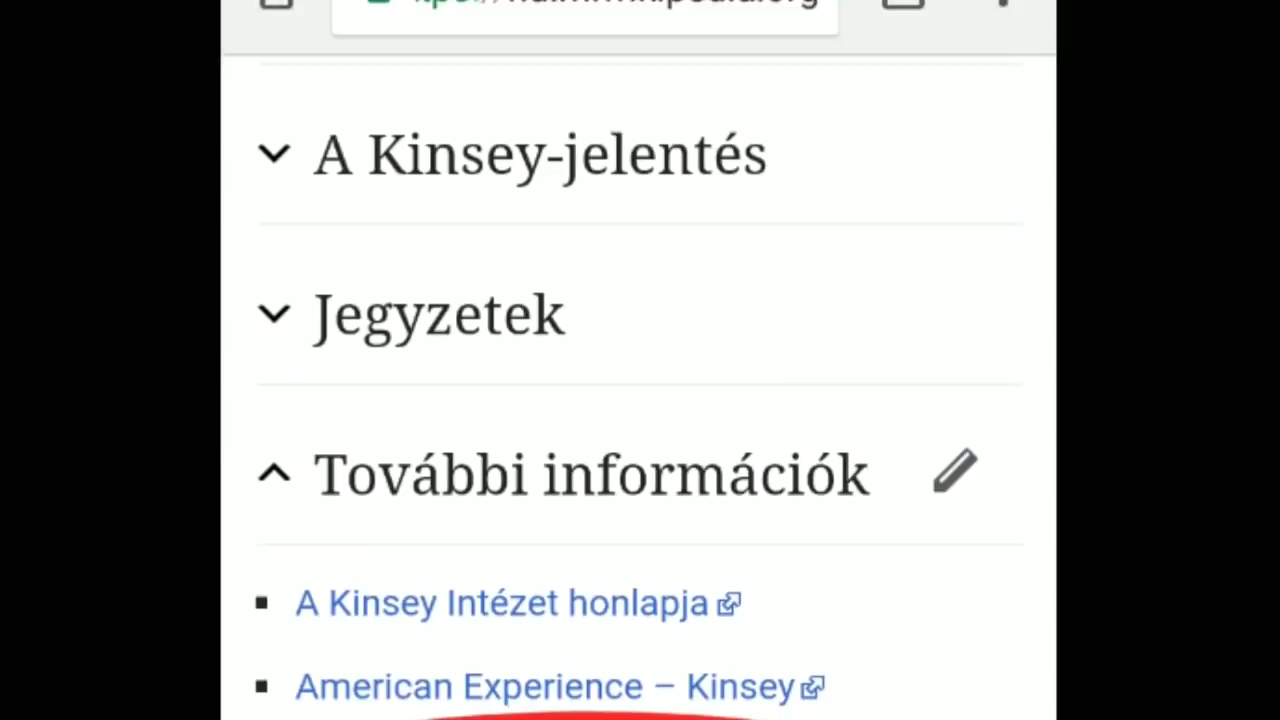 A Kinsey-jelentés
Jegyzetek
További információk
A Kinsey Intézet honlapja
American Experience – Kinsey